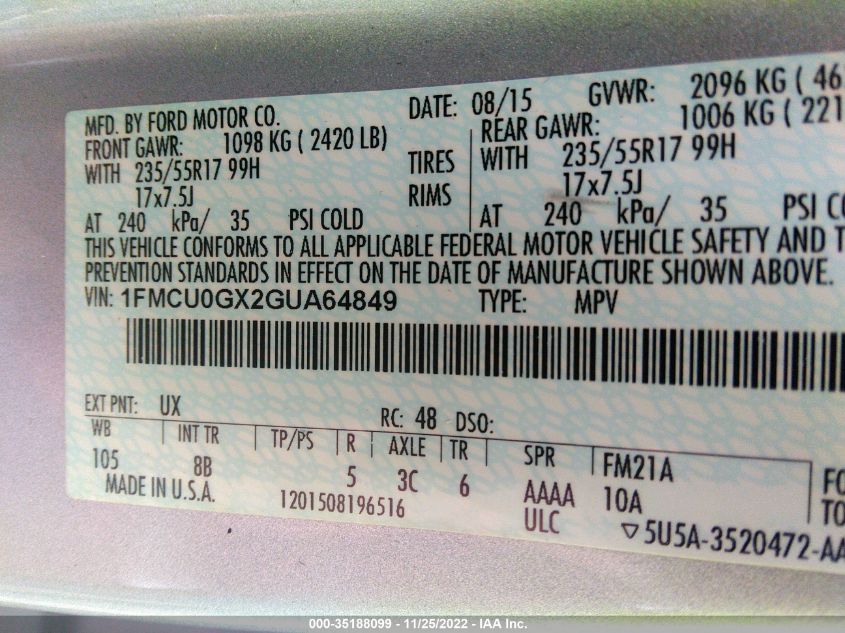 MFD. BY FORD MOTOR CO. DATE: 08/15 GVWR: 2096 KG ( 46
FRONT GAWR: 1098 KG ( 2420 LB) REAR GAWR: 1006 KG ( 221
WITH 235/55R17 99H TIRES WITH 235/55R17 99H
17x7.5J RIMS 17x7.5J
AT 240 kPa/ 35 PSI COLD AT 240 kPa/ 35 PSI CO
THIS VEHICLE CONFORMS TO ALL APPLICABLE FEDERAL MOTOR VEHICLE SAFETY AND T
PREVENTION STANDARDS IN EFFECT ON THE DATE OF MANUFACTURE SHOWN ABOVE.
VIN: 1FMCU0GX2GUA64849 TYPE: MPV
EXT PNT: UX RC: 48 DSO:
WB INT TR TP/PS R AXLE TR SPR FM21A
105 8B 5 3C 6 AAAA 10A FO
MADE IN U.S.A. 1201508196516 ULC ▽5U5A-3520472-AA TO
000-35188099 - 11/25/2022 - IAA Inc.